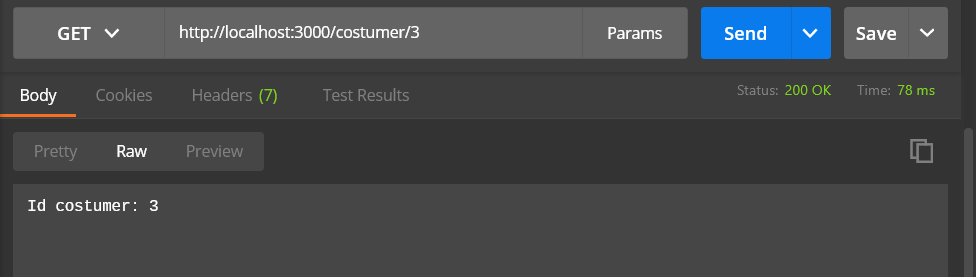 GET http://localhost:3000/costumer/3 Params Send Save
Body Cookies Headers (7) Test Results Status: 200 OK Time: 78 ms
Pretty Raw Preview
Id costumer: 3